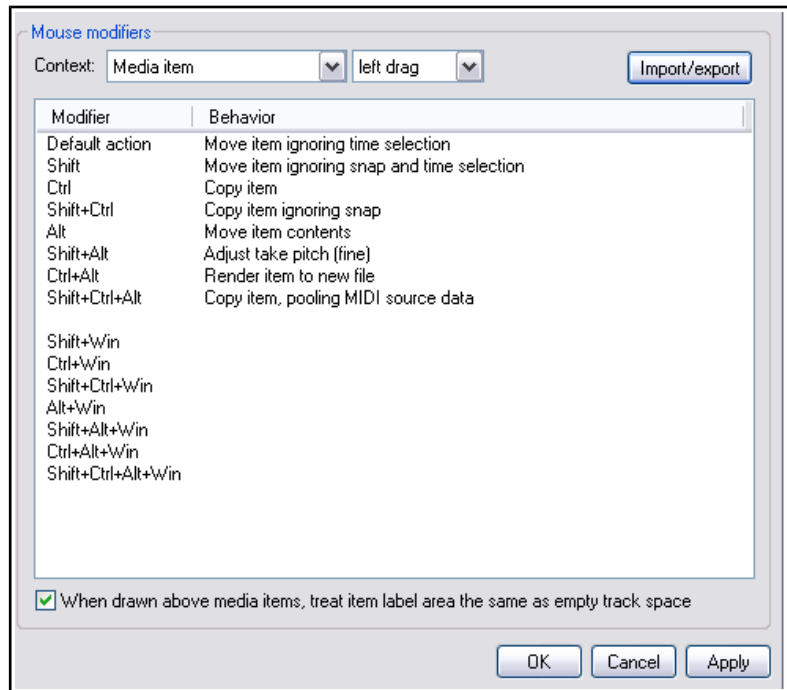 Mouse modifiers
Context: Media item left drag Import/export
Modifier Behavior
Default action Move item ignoring time selection
Shift Move item ignoring snap and time selection
Ctrl Copy item
Shift+Ctrl Copy item ignoring snap
Alt Move item contents
Shift+Alt Adjust take pitch (fine)
Ctrl+Alt Render item to new file
Shift+Ctrl+Alt Copy item, pooling MIDI source data
Shift+Win
Ctrl+Win
Shift+Ctrl+Win
Alt+Win
Shift+Alt+Win
Ctrl+Alt+Win
Shift+Ctrl+Alt+Win
When drawn above media items, treat item label area the same as empty track space
OK Cancel Apply